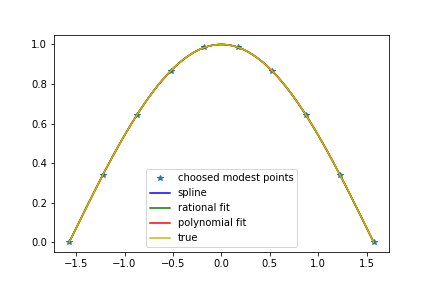 1.0
0.8
0.6
0.4
0.2
0.0
choosed modest points
spline
rational fit
polynomial fit
true
−1.5 −1.0 −0.5 0.0 0.5 1.0 1.5